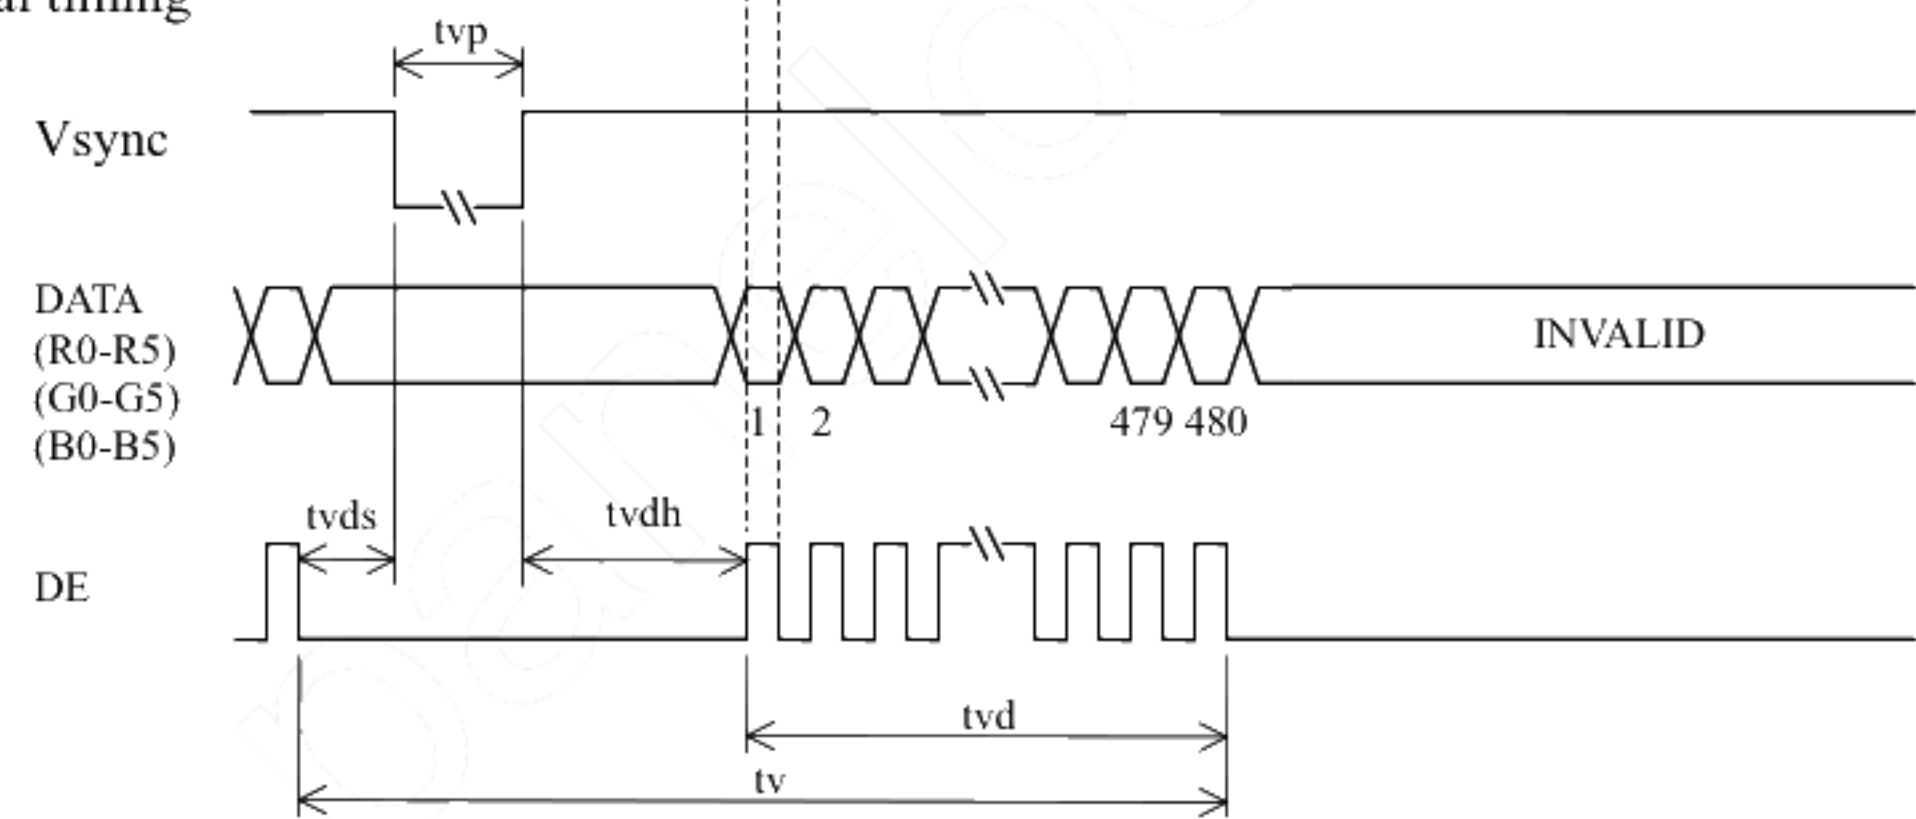 timing
tvp
Vsync
DATA
(R0-R5)
(G0-G5)
(B0-B5)
INVALID
1 2 479 480
tvds
tvdh
DE
tvd
tv